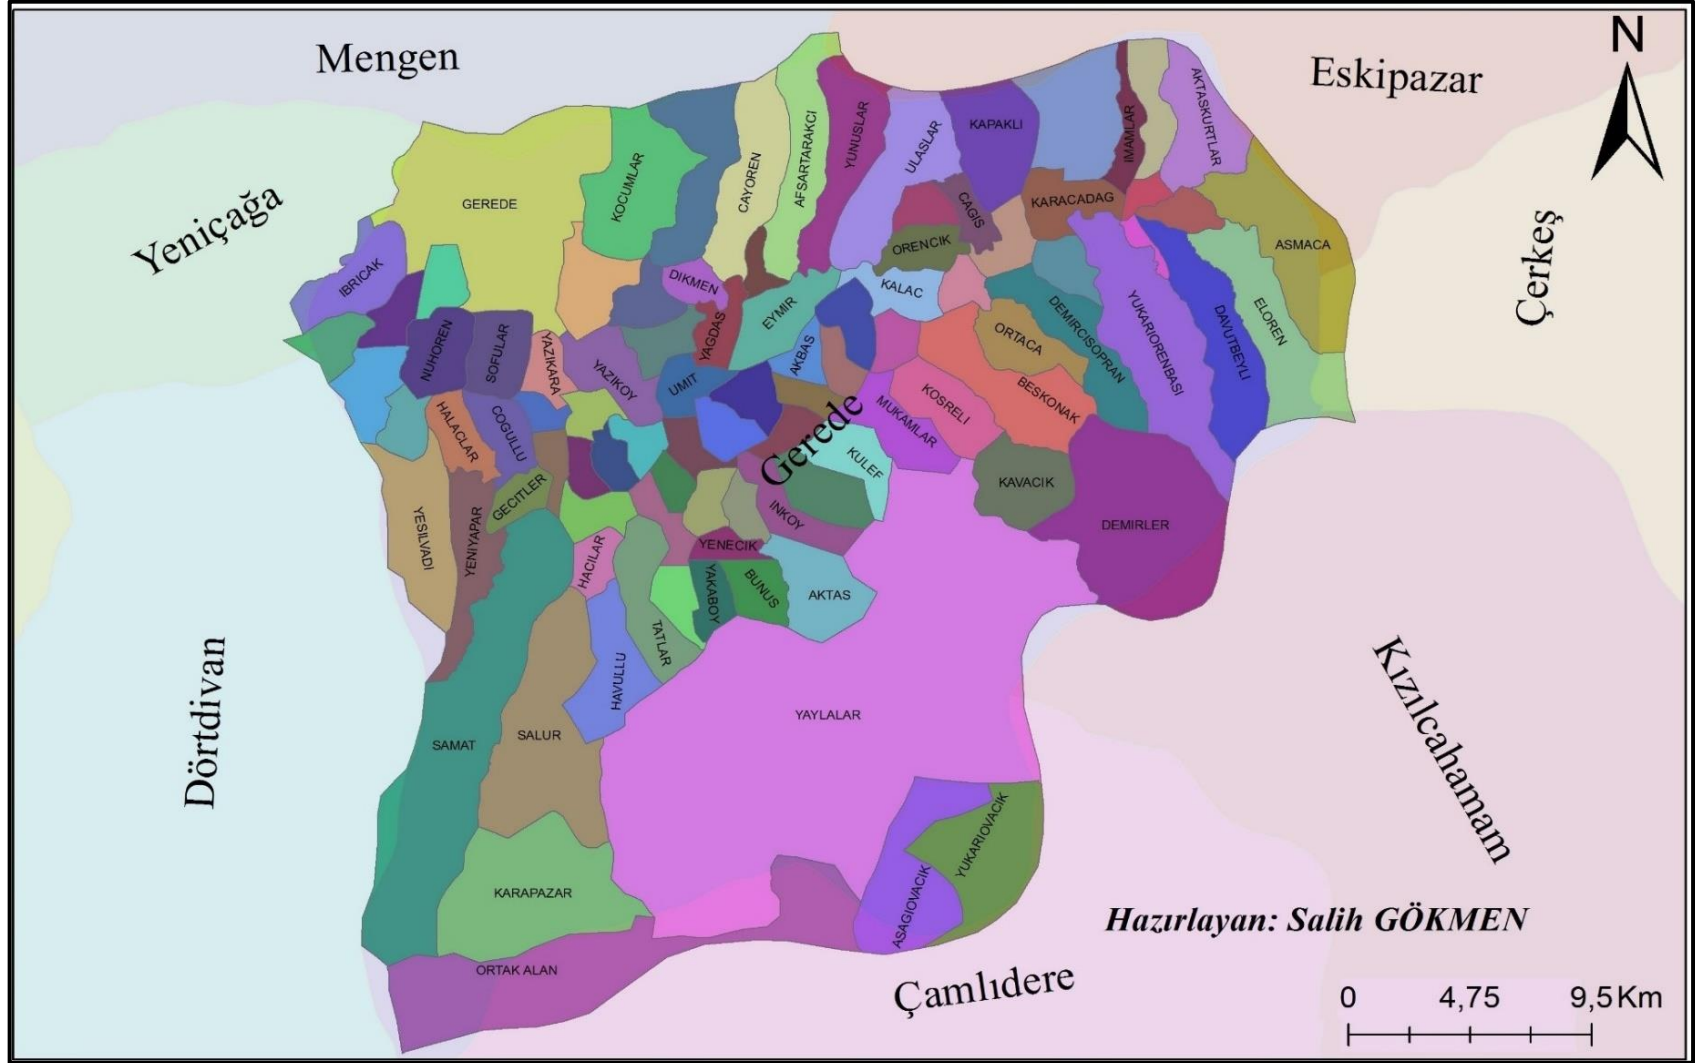 Mengen
Eskipazar
N
Yeniçağa
Çerkeş
Dörtdivan
Kızılcahamam
Çamlıdere
Gerede
GEREDE
KOCUMLAR
CAYOREN
AFSARTARAKCI
YUNUSLAR
ULASLAR
KAPAKLI
IMAMLAR
AKTASKURTLAR
CAGIS
KARACADAG
ORENCIK
ASMACA
IBRICAK
DIKMEN
KALAC
EYMIR
YAGDAS
DEMIRCISOPRAN
YUKARIORENBASI
DAVUTBEYLI
ELOREN
NUHOREN
SOFULAR
YAZIKARA
YAZIKOY
UMIT
AKBAS
ORTACA
BESKONAK
KOSRELI
MUKAMLAR
HALACLAR
COGULLU
KULEF
KAVACIK
GECITLER
INKOY
DEMIRLER
YESILVADI
YENIYAPAR
HACILAR
YENECIK
YAKABOY
BUNUS
AKTAS
TATLAR
HAVULLU
YAYLALAR
SAMAT
SALUR
YUKARIOVACIK
ASAGIOVACIK
KARAPAZAR
ORTAK ALAN
Hazırlayan: Salih GÖKMEN
0 4,75 9,5 Km